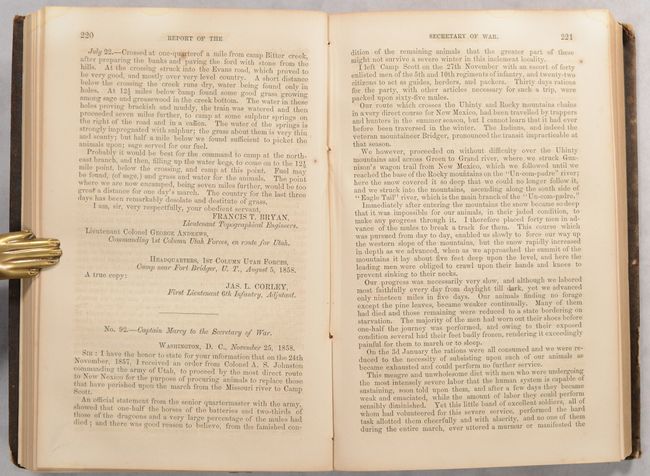 220 REPORT OF THE
July 22.—Crossed at one-quarter of a mile from camp Bitter creek,
after preparing the banks and paving the ford with stone from the
hills. At the crossing struck into the Evans road, which proved to
be very good, and mostly over very level country. A short distance
below the crossing the creek runs dry, water being found only in
holes. At 12½ miles below camp found some good grass growing
among sage and greasewood in the creek bottom. The water in these
holes proving brackish and muddy, the train was watered and then
proceeded seven miles further, to camp at some sulphur springs on
the right of the road and in a cañon. The water of the springs is
strongly impregnated with sulphur; the grass about them is very thin
and scanty; but half a mile below we found sufficient to picket the
animals upon; sage served for our fuel.
Probably it would be best for the command to camp at the north-
east branch, and then, filling up the water kegs, to come on to the 12½
mile point, below the crossing, and camp at this point. Fuel may
be found, (of sage,) and grass and water for the animals. The point
where we are now encamped, being seven miles further, would be too
great a distance for one day's march. The country for the last three
days has been remarkably desolate and destitute of grass.
I am, sir, very respectfully, your obedient servant,
FRANCIS T. BRYAN,
Lieutenant Topographical Engineers.
Lieutenant Colonel GEORGE ANDREWS,
Commanding 1st Column Utah Forces, en route for Utah.
HEADQUARTERS, 1ST COLUMN UTAH FORCES,
Camp near Fort Bridger, U. T., August 5, 1858.
A true copy:
JAS. L. CORLEY,
First Lieutenant 6th Infantry, Adjutant.
No. 92.—Captain Marcy to the Secretary of War.
WASHINGTON, D. C., November 25, 1858.
SIR: I have the honor to state for your information that on the 24th
November, 1857, I received an order from Colonel A. S. Johnston
commanding the army of Utah, to proceed by the most direct route
to New Mexico for the purpose of procuring animals to replace those
that have perished upon the march from the Missouri river to Camp
Scott.
An official statement from the senior quartermaster with the army,
showed that one-half the horses of the batteries and two-thirds of
those of the dragoons and a very large percentage of the mules had
died; and there was good reason to believe, from the famished con-
SECRETARY OF WAR. 221
dition of the remaining animals that the greater part of these
might not survive a severe winter in this inclement locality.
I left Camp Scott on the 27th November with an escort of forty
enlisted men of the 5th and 10th regiments of infantry, and twenty-two
citizens to act as guides, herders, and packers. Thirty days rations
for the party, with other articles necessary for such a trip, were
packed upon sixty-five mules.
Our route which crosses the Uhinty and Rocky mountains chains
in a very direct course for New Mexico, had been travelled by trappers
and hunters in the summer season, but I cannot learn that it had ever
before been traversed in the winter. The Indians, and indeed the
veteran mountaineer Bridger, pronounced the transit impracticable at
that season.
We however, proceeded on without difficulty over the Uhinty
mountains and across Green to Grand river, where we struck Gun-
nison's wagon trail from New Mexico, which we followed until we
reached the base of the Rocky mountains on the "Un-com-padre" river;
here the snow covered it so deep that we could no longer follow it,
and we struck into the mountains, ascending along the south side of
"Eagle Tail" river, which is the main branch of the "Un-com-padre."
Immediately after entering the mountains the snow became so deep
that it was impossible for our animals, in their jaded condition, to
make any progress through it. I therefore placed forty men in ad-
vance of the mules to break a track for them. This course which
was pursued from day to day, enabled us slowly to force our way up
the western slope of the mountains, but the snow rapidly increased
in depth as we advanced, when as we approached the summit of the
mountains it lay about five feet deep upon the level, and here the
leading men were obliged to crawl upon their hands and knees to
prevent sinking to their necks.
Our progress was necessarily very slow, and although we labored
most faithfully every day from daylight till dark, yet we advanced
only nineteen miles in five days. Our animals finding no forage
except the pine leaves, became weaker continually. Many of them
had died and those remaining were reduced to a state bordering on
starvation. The majority of the men had worn out their shoes before
one-half the journey was performed, and owing to their exposed
condition several had their feet badly frozen, rendering it exceedingly
painful for them to march or to sleep.
On the 3d January the rations were all consumed and we were re-
duced to the necessity of subsisting upon such of our animals as
became exhausted and could perform no further service.
This meagre and unwholesome diet with men who were undergoing
the most intensely severe labor that the human system is capable of
sustaining, soon told upon them, and after a few days they became
weak and emaciated, while the amount of labor they could perform
sensibly diminished. Yet this little band of excellent soldiers, all of
whom had volunteered for this severe service, performed the hard
task allotted them cheerfully and with alacrity, and no one of them
during the entire march, ever uttered a murmur or manifested the